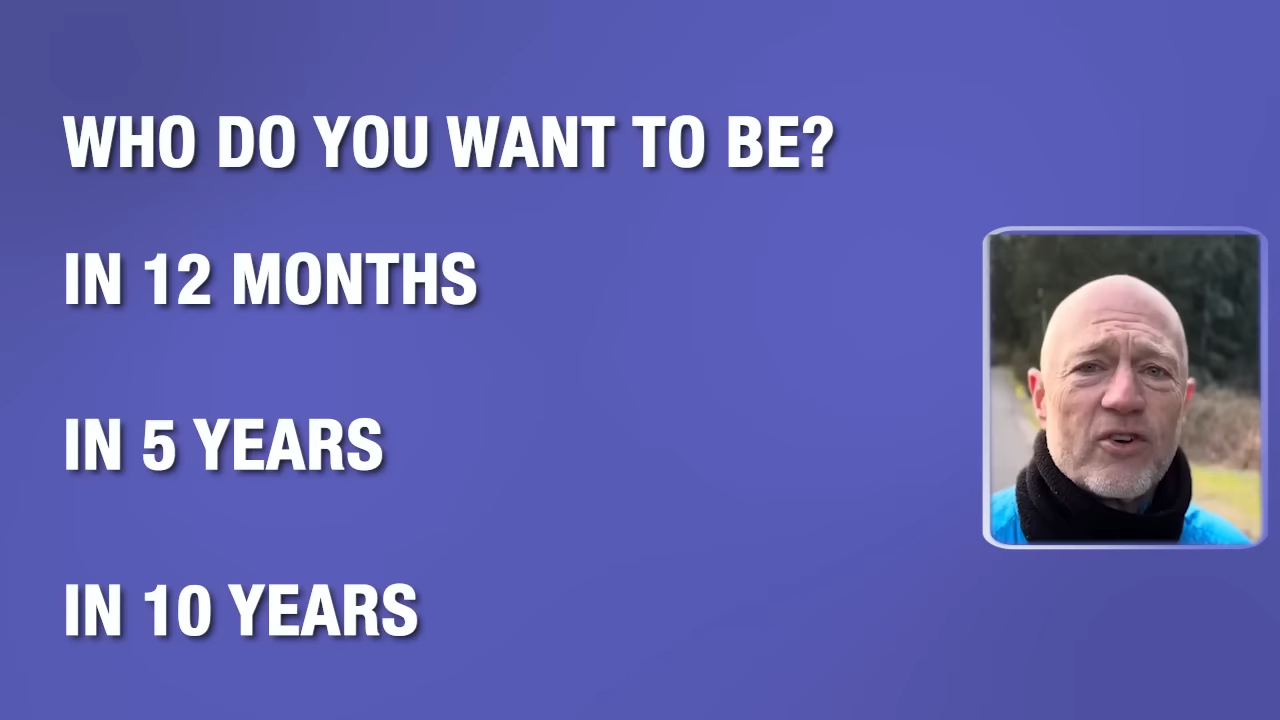 WHO DO YOU WANT TO BE?
IN 12 MONTHS
IN 5 YEARS
IN 10 YEARS